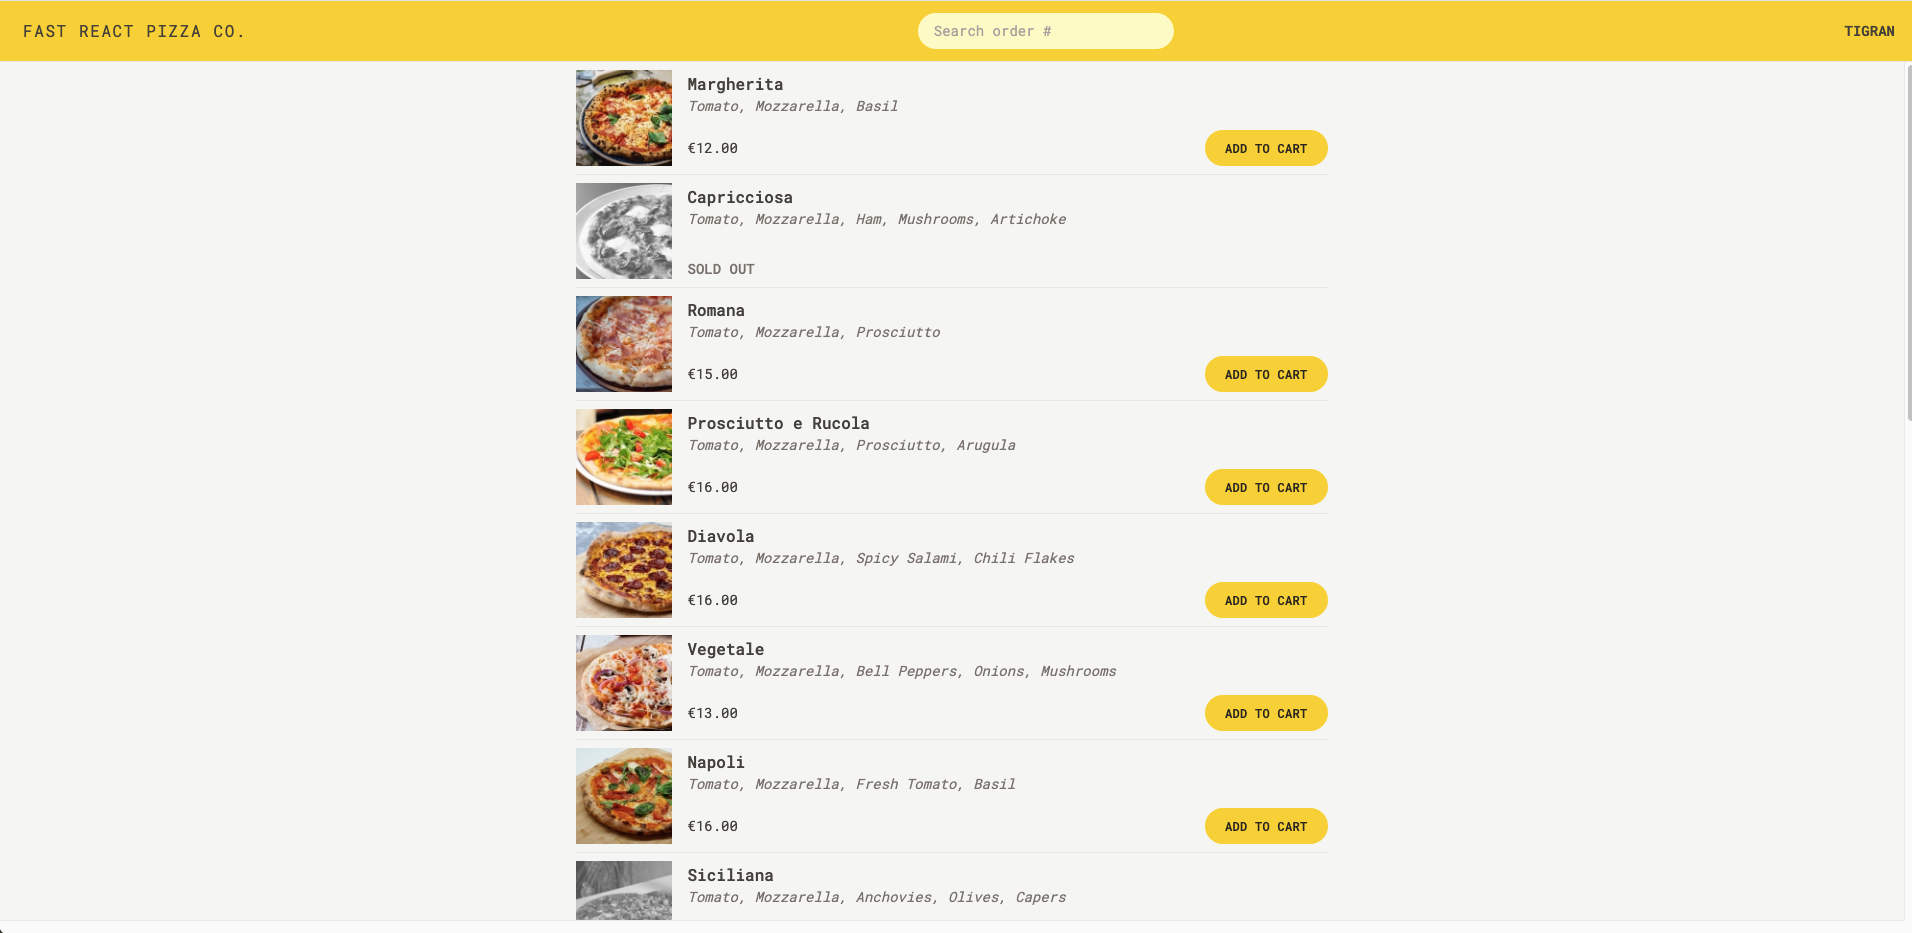 FAST REACT PIZZA CO.
Search order #
TIGRAN
Margherita
Tomato, Mozzarella, Basil
€12.00
ADD TO CART
Capricciosa
Tomato, Mozzarella, Ham, Mushrooms, Artichoke
SOLD OUT
Romana
Tomato, Mozzarella, Prosciutto
€15.00
ADD TO CART
Prosciutto e Rucola
Tomato, Mozzarella, Prosciutto, Arugula
€16.00
ADD TO CART
Diavola
Tomato, Mozzarella, Spicy Salami, Chili Flakes
€16.00
ADD TO CART
Vegetale
Tomato, Mozzarella, Bell Peppers, Onions, Mushrooms
€13.00
ADD TO CART
Napoli
Tomato, Mozzarella, Fresh Tomato, Basil
€16.00
ADD TO CART
Siciliana
Tomato, Mozzarella, Anchovies, Olives, Capers